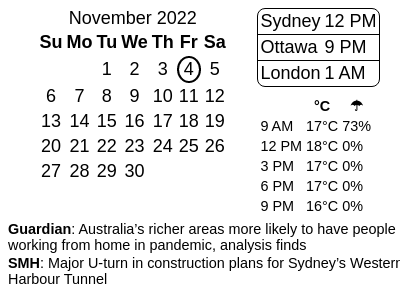 November 2022
Su Mo Tu We Th Fr Sa
1 2 3 4 5
6 7 8 9 10 11 12
13 14 15 16 17 18 19
20 21 22 23 24 25 26
27 28 29 30
Sydney 12 PM
Ottawa 9 PM
London 1 AM
°C ☂
9 AM 17°C 73%
12 PM 18°C 0%
3 PM 17°C 0%
6 PM 17°C 0%
9 PM 16°C 0%
Guardian: Australia’s richer areas more likely to have people
working from home in pandemic, analysis finds
SMH: Major U-turn in construction plans for Sydney’s Western
Harbour Tunnel